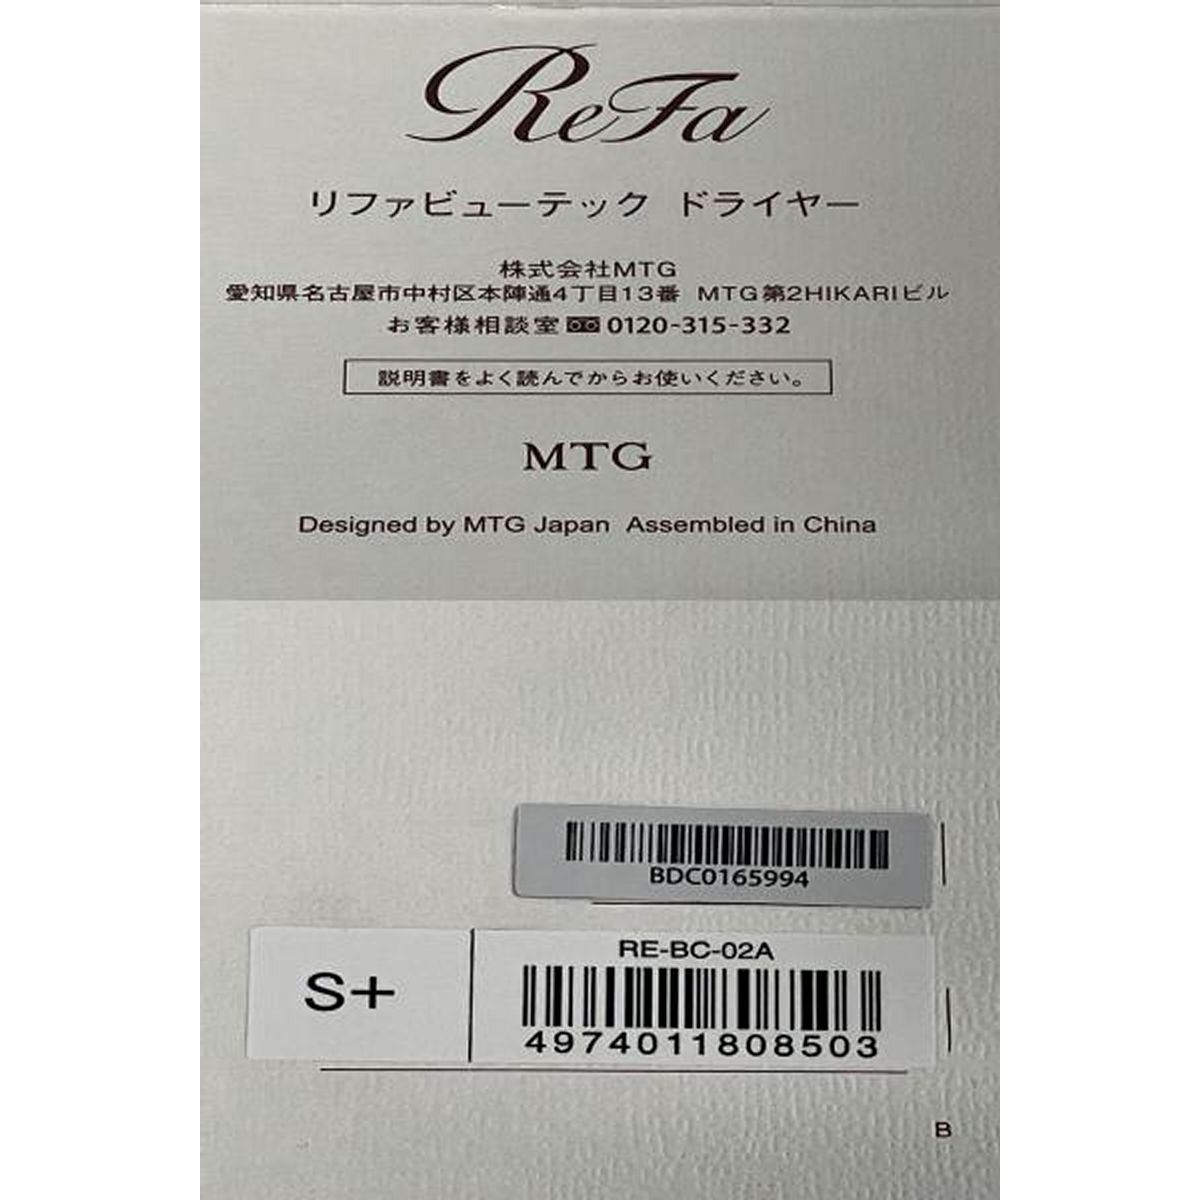 ReFa
リファビューテック ドライヤー
株式会社MTG
愛知県名古屋市中村区本陣通4丁目13番 MTG第2HIKARIビル
お客様相談室 0120-315-332
説明書をよく読んでからお使いください。
MTG
Designed by MTG Japan Assembled in China
BDC0165994
S+
RE-BC-02A
4974011808503
B